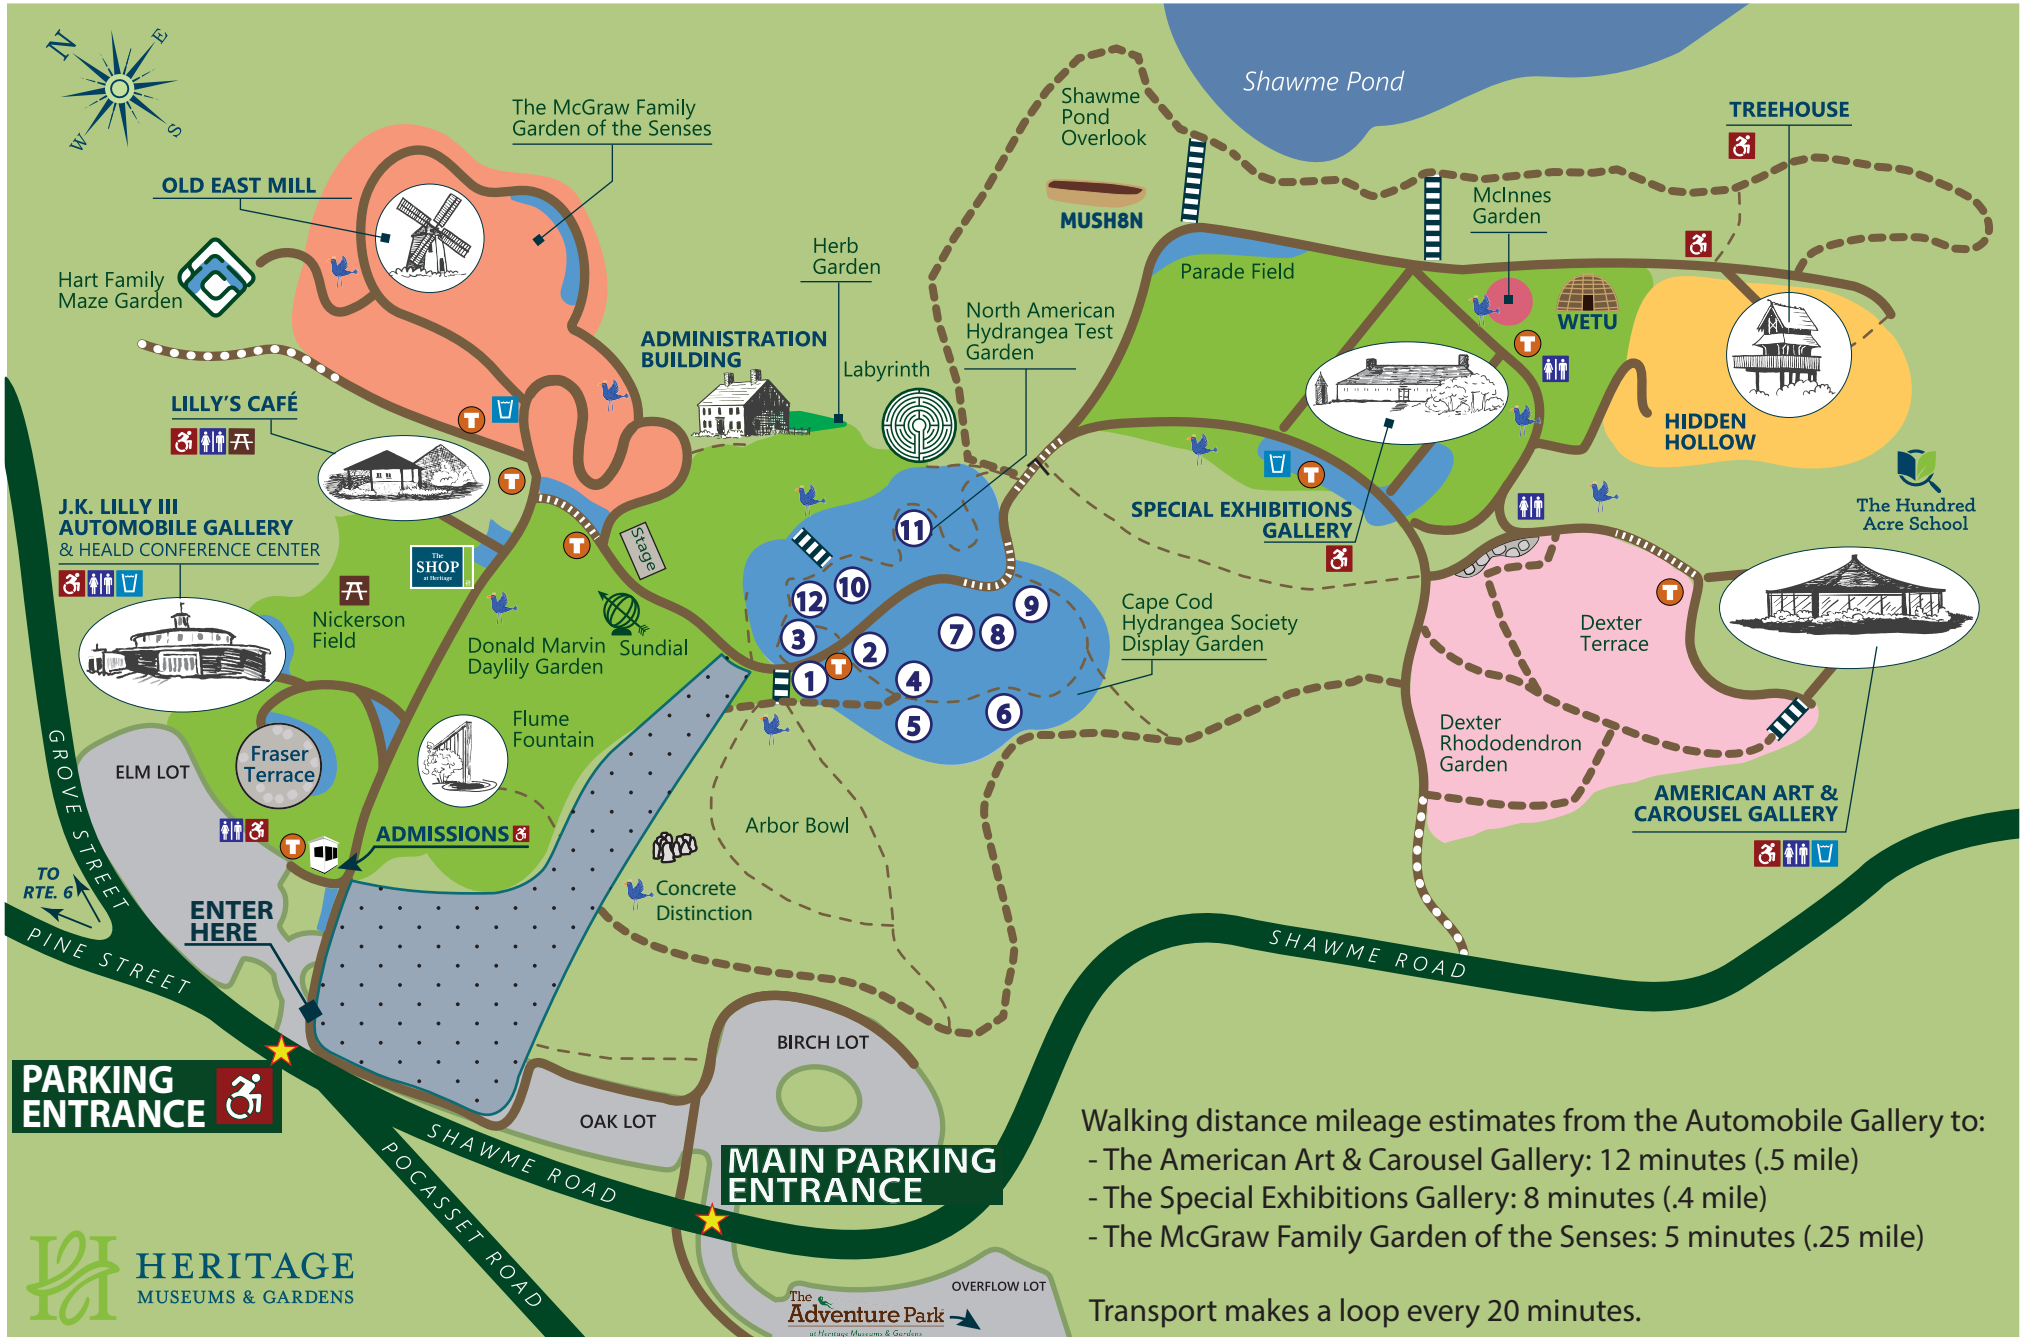 N
E
W
S
Shawme Pond
The McGraw Family
Garden of the Senses
Shawme
Pond
Overlook
TREEHOUSE
OLD EAST MILL
MUSH8N
McInnes
Garden
Hart Family
Maze Garden
Herb
Garden
Parade Field
North American
Hydrangea Test
Garden
WETU
ADMINISTRATION
BUILDING
Labyrinth
T
LILLY'S CAFÉ
T
HIDDEN
HOLLOW
T
T
J.K. LILLY III
AUTOMOBILE GALLERY
& HEALD CONFERENCE CENTER
SPECIAL EXHIBITIONS
GALLERY
The Hundred
Acre School
11
T
Stage
The
SHOP
at Heritage
10
12
9
T
Nickerson
Field
Donald Marvin
Daylily Garden
Sundial
3
7
8
2
Cape Cod
Hydrangea Society
Display Garden
Dexter
Terrace
T
1
4
5
6
Flume
Fountain
Dexter
Rhododendron
Garden
Fraser
Terrace
ELM LOT
GROVE STREET
AMERICAN ART &
CAROUSEL GALLERY
Arbor Bowl
ADMISSIONS
T
TO
RTE. 6
Concrete
Distinction
ENTER
HERE
PINE STREET
SHAWME ROAD
BIRCH LOT
PARKING
ENTRANCE
OAK LOT
SHAWME ROAD
POCASSET ROAD
MAIN PARKING
ENTRANCE
Walking distance mileage estimates from the Automobile Gallery to:
- The American Art & Carousel Gallery: 12 minutes (.5 mile)
- The Special Exhibitions Gallery: 8 minutes (.4 mile)
- The McGraw Family Garden of the Senses: 5 minutes (.25 mile)
Transport makes a loop every 20 minutes.
HERITAGE
MUSEUMS & GARDENS
OVERFLOW LOT
The
Adventure Park
at Heritage Museums & Gardens